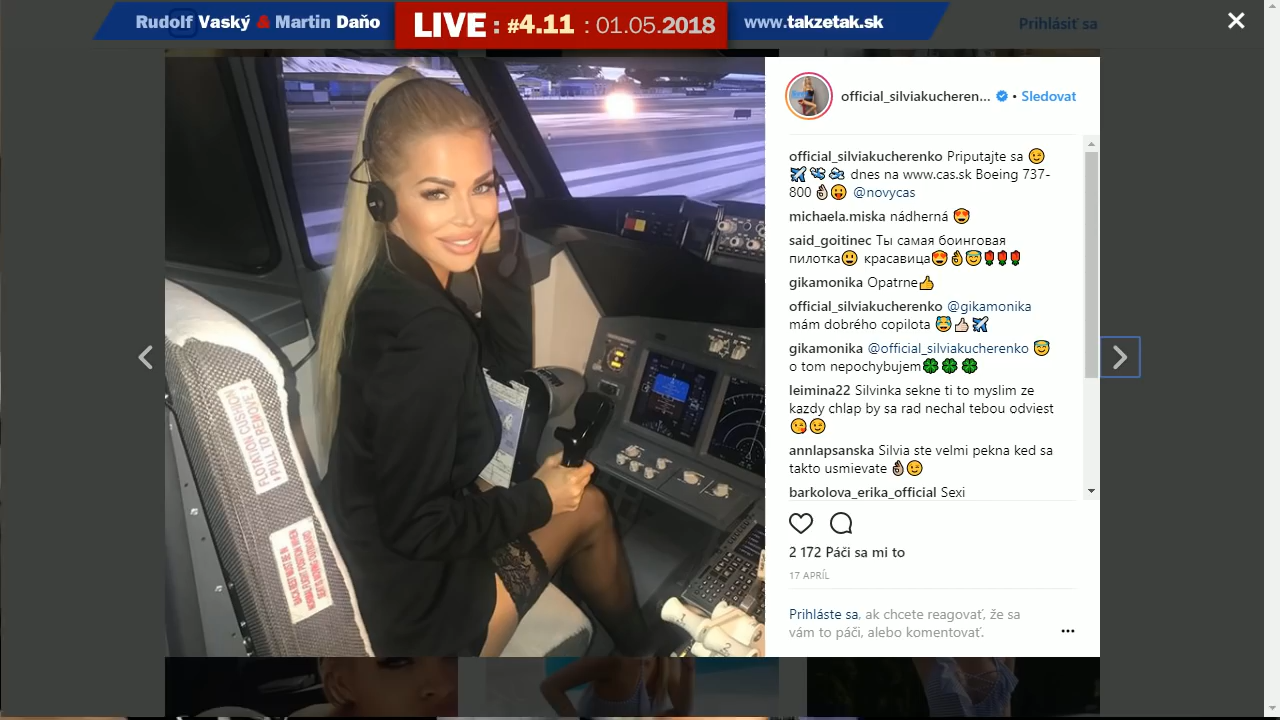 Rudolf Vaský & Martin Daňo
LIVE : #4.11 : 01.05.2018
www.takzetak.sk
Prihlásiť sa
official_silviakucheren... • Sledovat
official_silviakucherenko Priputajte sa 😉
✈️ dnes na www.cas.sk Boeing 737-
800 👌😛 @novycas
michaela.miska nádherná 😍
said_goitinec Ты самая боинговая
пилотка😃 красавица😍👌😇🌹🌹🌹
gikamonika Opatrne👍
official_silviakucherenko @gikamonika
mám dobrého copilota 👍✈️
gikamonika @official_silviakucherenko 😇
o tom nepochybujem🍀🍀🍀
leimina22 Silvinka sekne ti to myslim ze
kazdy chlap by sa rad nechal tebou odviest
😘😉
annlapsanska Silvia ste velmi pekna ked sa
takto usmievate 👌😉
barkolova_erika_official Sexi
2 172 Páči sa mi to
17 APRÍL
Prihláste sa, ak chcete reagovať, že sa
vám to páči, alebo komentovať.
FLOTATION CUSHION
PULL TO REMOVE